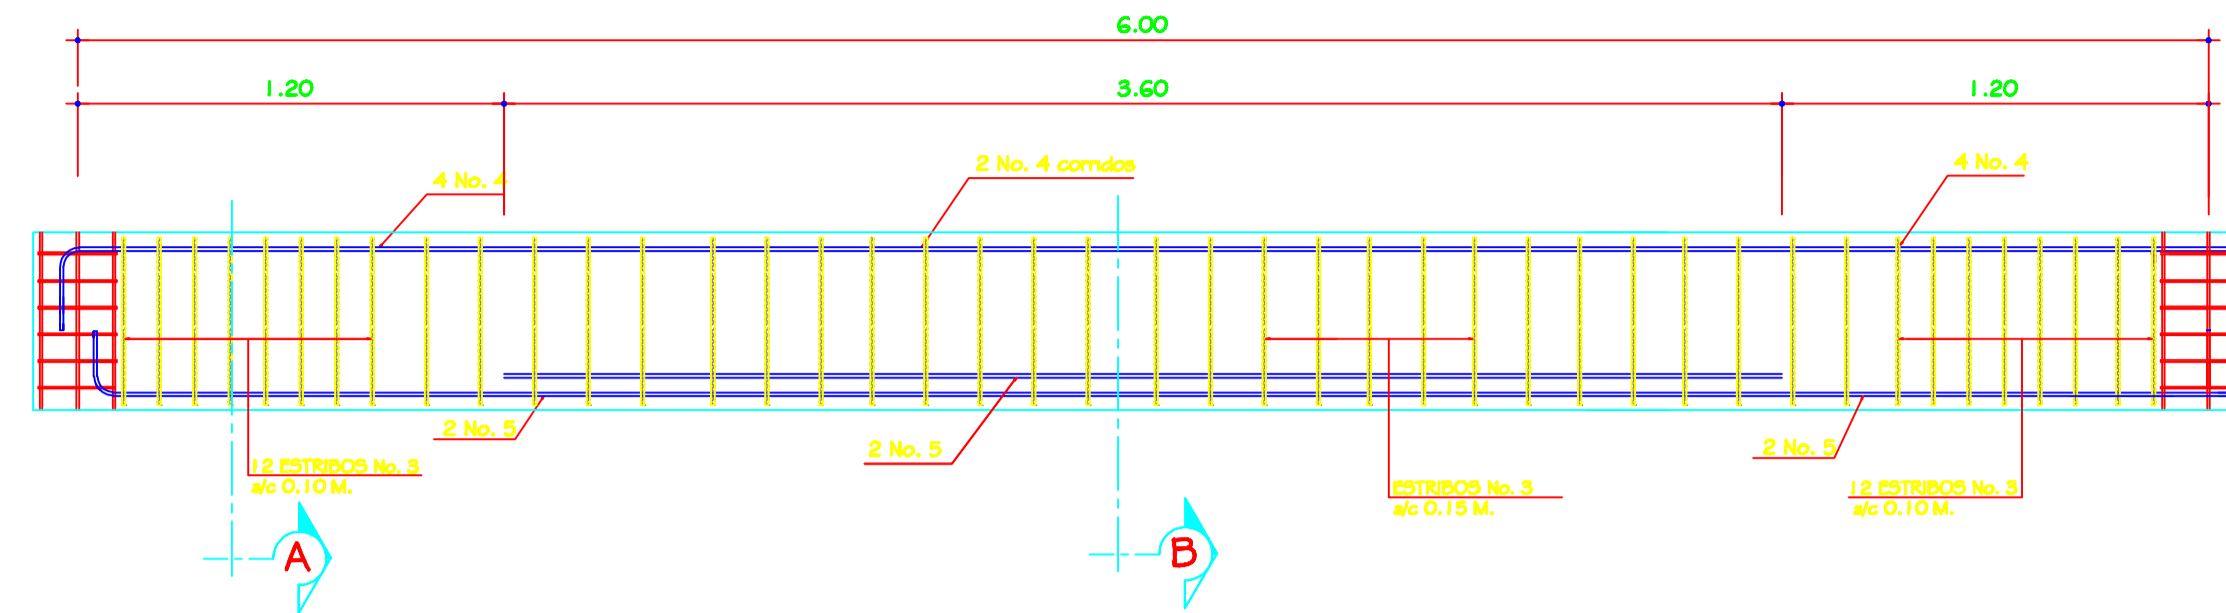 6.00
1.20
3.60
1.20
4 No. 4
2 No. 4 corridos
4 No. 4
2 No. 5
2 No. 5
2 No. 5
12 ESTRIBOS No. 3
a/c 0.10 M.
ESTRIBOS No. 3
a/c 0.15 M.
12 ESTRIBOS No. 3
a/c 0.10 M.
A
B